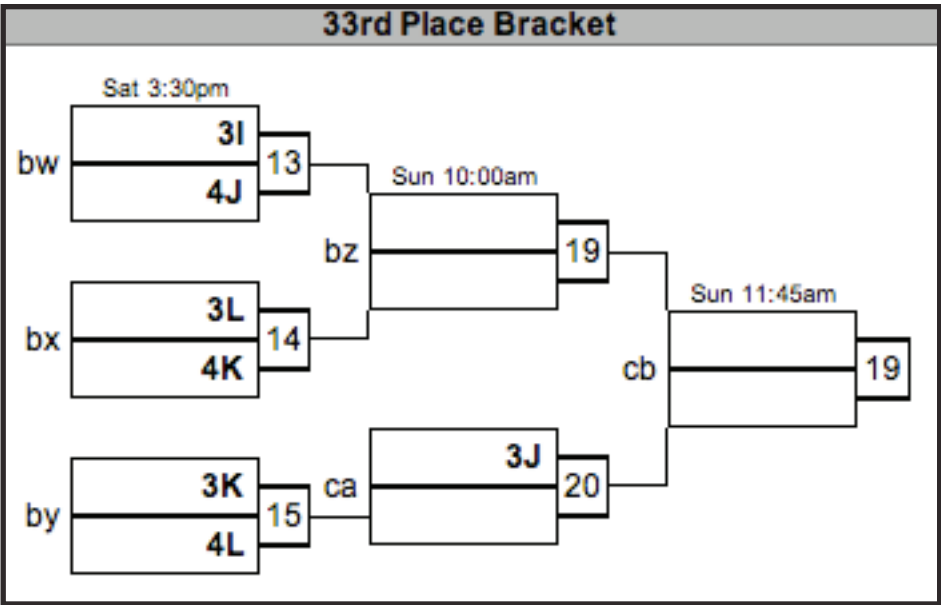 33rd Place Bracket
Sat 3:30pm
3I
bw
13
4J
Sun 10:00am
bz
19
3L
bx
14
4K
Sun 11:45am
cb
19
3J
ca
20
3K
by
15
4L